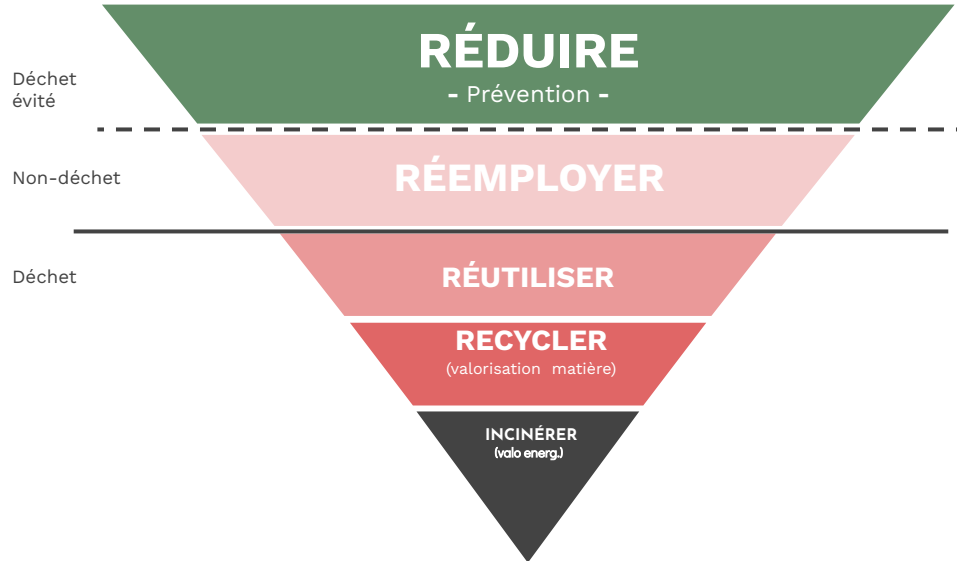 RÉDUIRE
- Prévention -
Déchet
évité
RÉEMPLOYER
Non-déchet
RÉUTILISER
Déchet
RECYCLER
(valorisation matière)
INCINÉRER
(valo energ.)